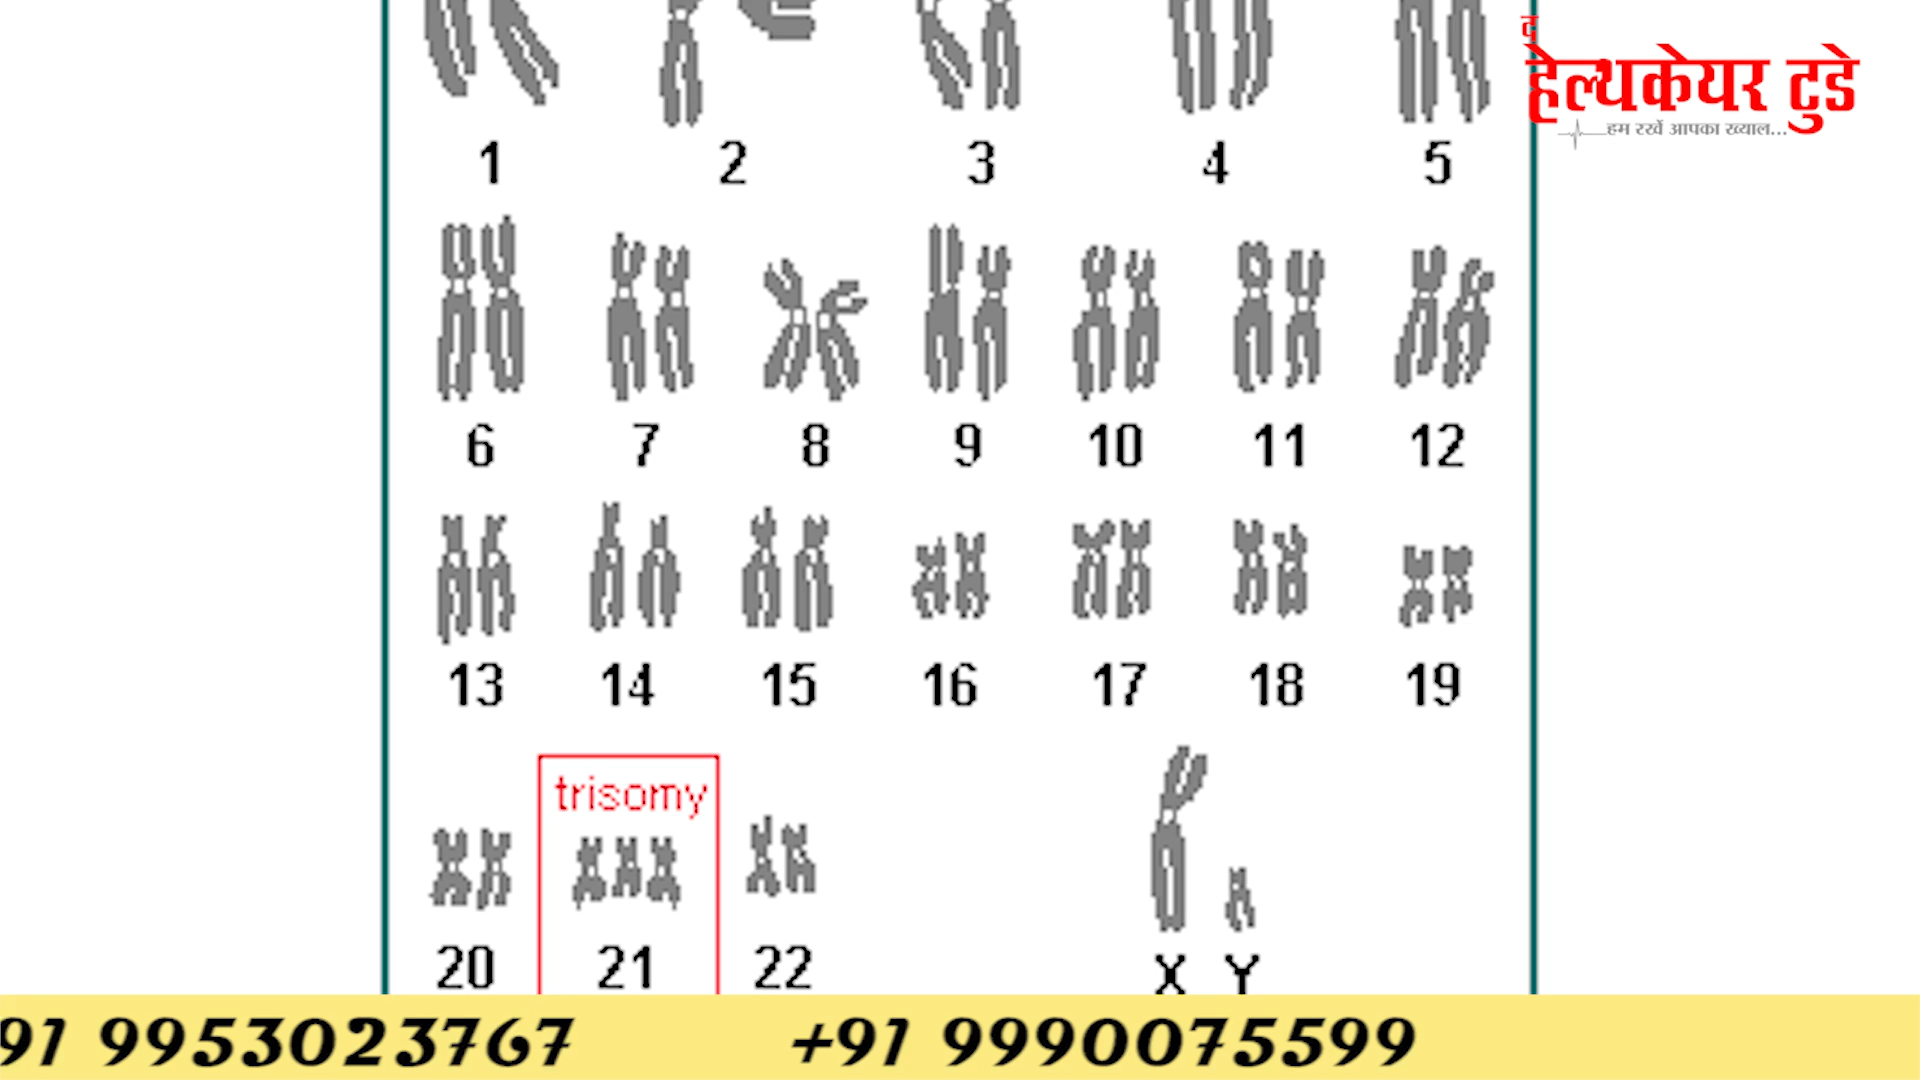 द
हेल्थकेयर टुडे
हम रखें आपका ख्याल...
1 2 3 4 5
6 7 8 9 10 11 12
13 14 15 16 17 18 19
trisomy
20 21 22 X Y
91 9953023767 +91 9990075599